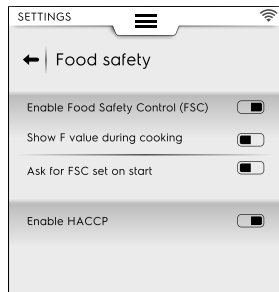 SETTINGS
Food safety
Enable Food Safety Control (FSC)
Show F value during cooking
Ask for FSC set on start
Enable HACCP